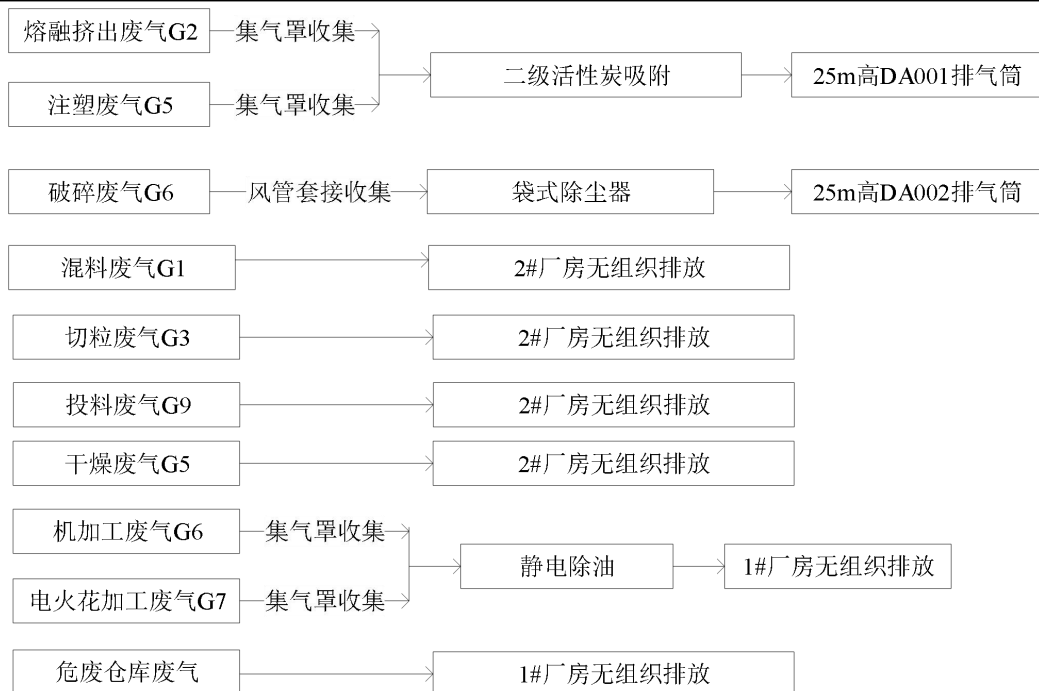 熔融挤出废气G2 集气罩收集
二级活性炭吸附 25m高DA001排气筒
注塑废气G5 集气罩收集
破碎废气G6 风管套接收集 袋式除尘器 25m高DA002排气筒
混料废气G1 2#厂房无组织排放
切粒废气G3 2#厂房无组织排放
投料废气G9 2#厂房无组织排放
干燥废气G5 2#厂房无组织排放
机加工废气G6 集气罩收集
静电除油 1#厂房无组织排放
电火花加工废气G7 集气罩收集
危废仓库废气 1#厂房无组织排放